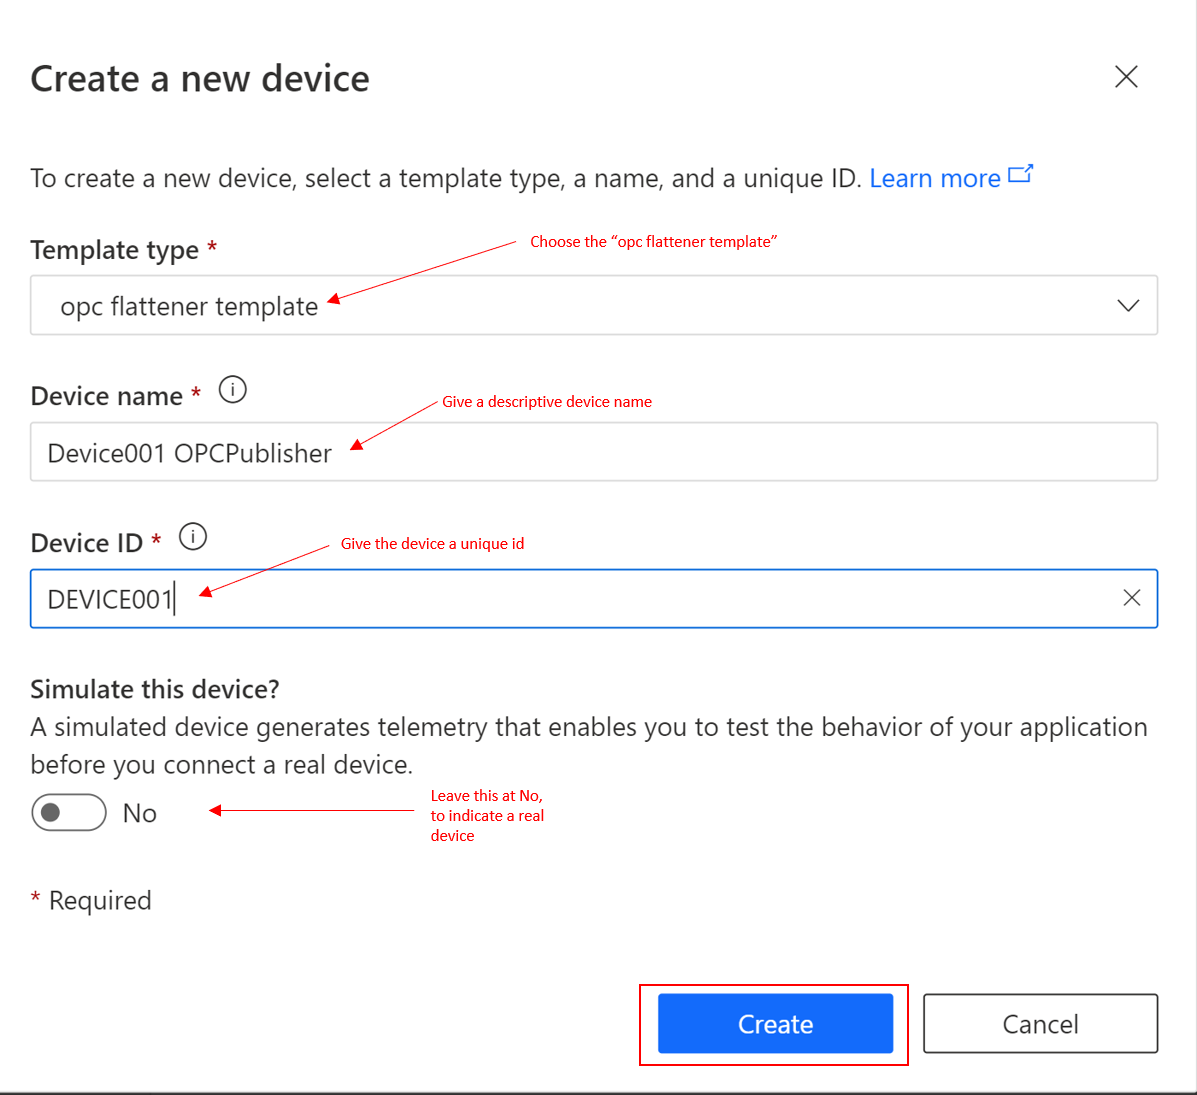 Create a new device
To create a new device, select a template type, a name, and a unique ID. Learn more
Template type *
Choose the “opc flattener template”
opc flattener template
Device name *
Give a descriptive device name
Device001 OPCPublisher
Device ID *
Give the device a unique id
DEVICE001
Simulate this device?
A simulated device generates telemetry that enables you to test the behavior of your application
before you connect a real device.
No
Leave this at No,
to indicate a real
device
* Required
Create
Cancel